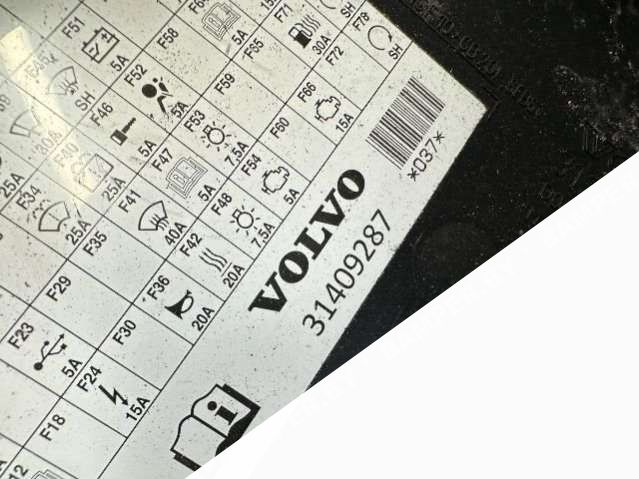 F51
5A
F58
5A
F65
F71
30A
F72
SH
F78
SH
SH
F52
5A
F59
F66
15A
30A
F46
5A
F53
7.5A
F60
25A
F40
25A
F47
5A
F54
5A
F34
25A
F41
40A
F48
7.5A
F35
F42
20A
F29
F36
20A
F23
5A
F30
F24
15A
F18
12
VOLVO
31409287
*037*
i